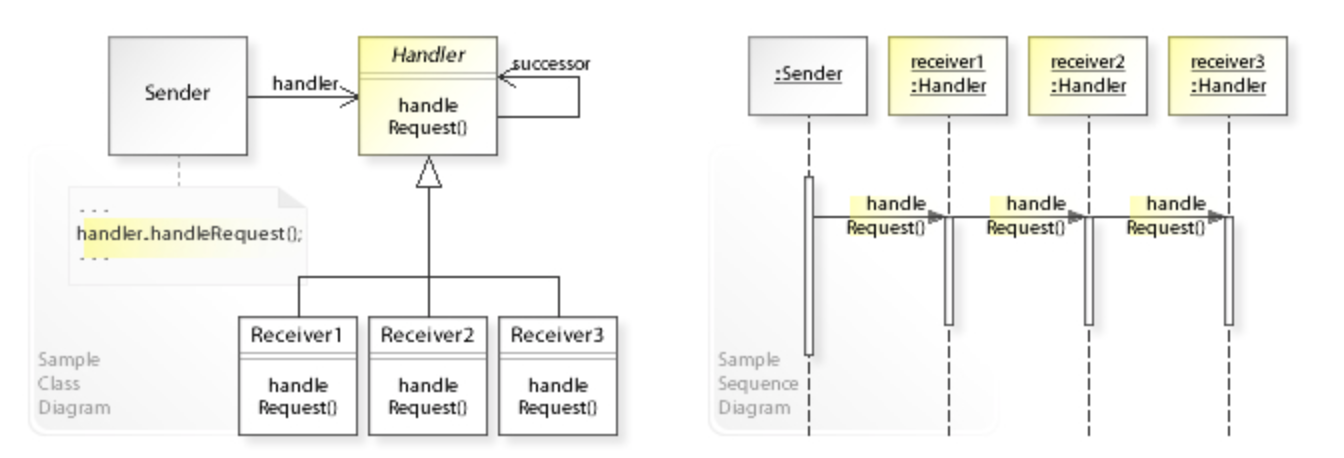 Sender
handler
Handler
handle
Request()
successor
- - -
handler.handleRequest();
- - -
Receiver1
handle
Request()
Receiver2
handle
Request()
Receiver3
handle
Request()
Sample
Class
Diagram
:Sender
receiver1
:Handler
receiver2
:Handler
receiver3
:Handler
handle
Request()
handle
Request()
handle
Request()
Sample
Sequence
Diagram